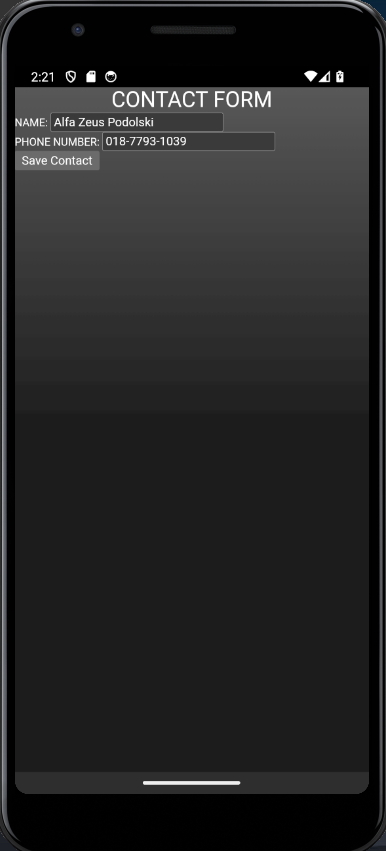 2:21
CONTACT FORM
NAME: Alfa Zeus Podolski
PHONE NUMBER: 018-7793-1039
Save Contact